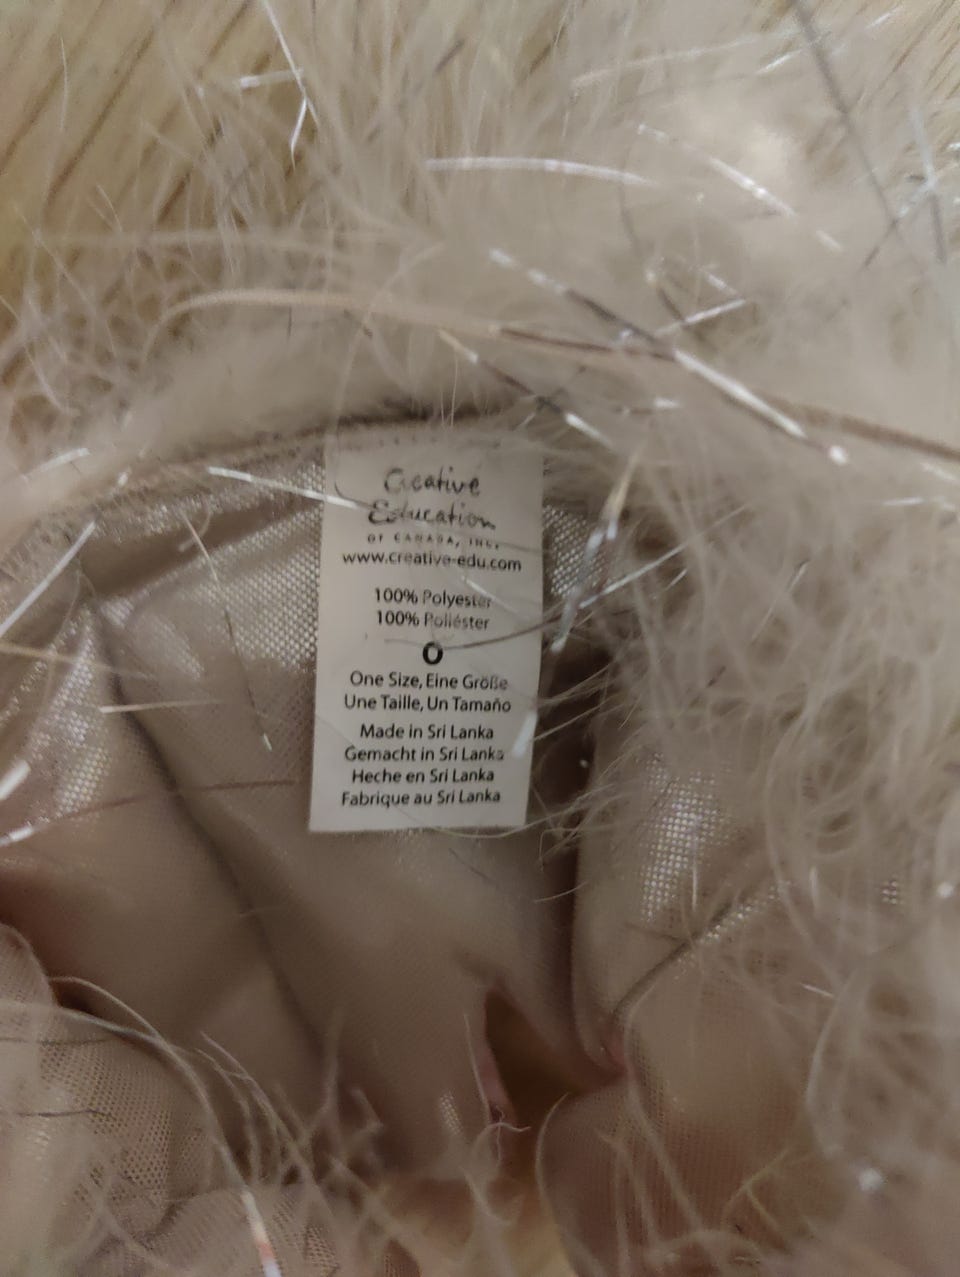 Creative
Education
OF CANADA, INC.
www.creative-edu.com
100% Polyester
100% Poliéster
0
One Size, Eine Größe
Une Taille, Un Tamaño
Made in Sri Lanka
Gemacht in Sri Lanka
Heche en Sri Lanka
Fabrique au Sri Lanka